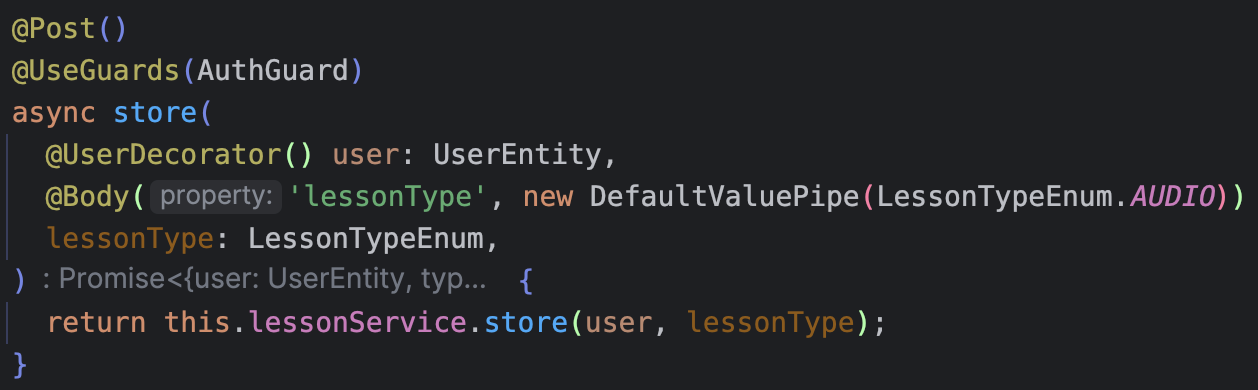 @Post()
@UseGuards(AuthGuard)
async store(
@UserDecorator() user: UserEntity,
@Body( property: 'lessonType', new DefaultValuePipe(LessonTypeEnum.AUDIO))
lessonType: LessonTypeEnum,
) : Promise<{user: UserEntity, typ... {
return this.lessonService.store(user, lessonType);
}